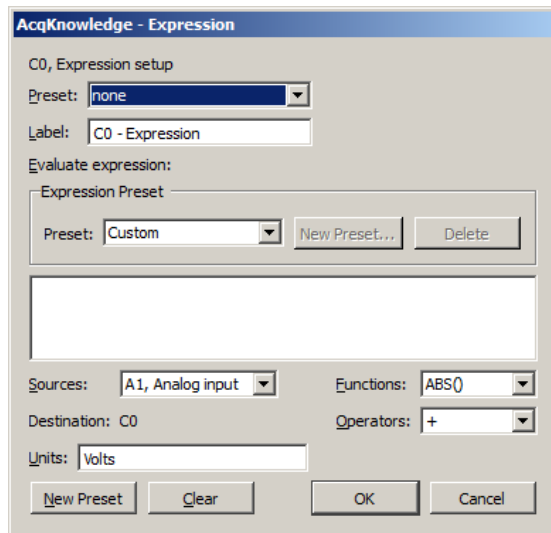 AcqKnowledge - Expression
C0, Expression setup
Preset: none
Label: C0 - Expression
Evaluate expression:
Expression Preset
Preset: Custom New Preset... Delete
Sources: A1, Analog input Functions: ABS()
Destination: C0 Operators: +
Units: Volts
New Preset Clear OK Cancel